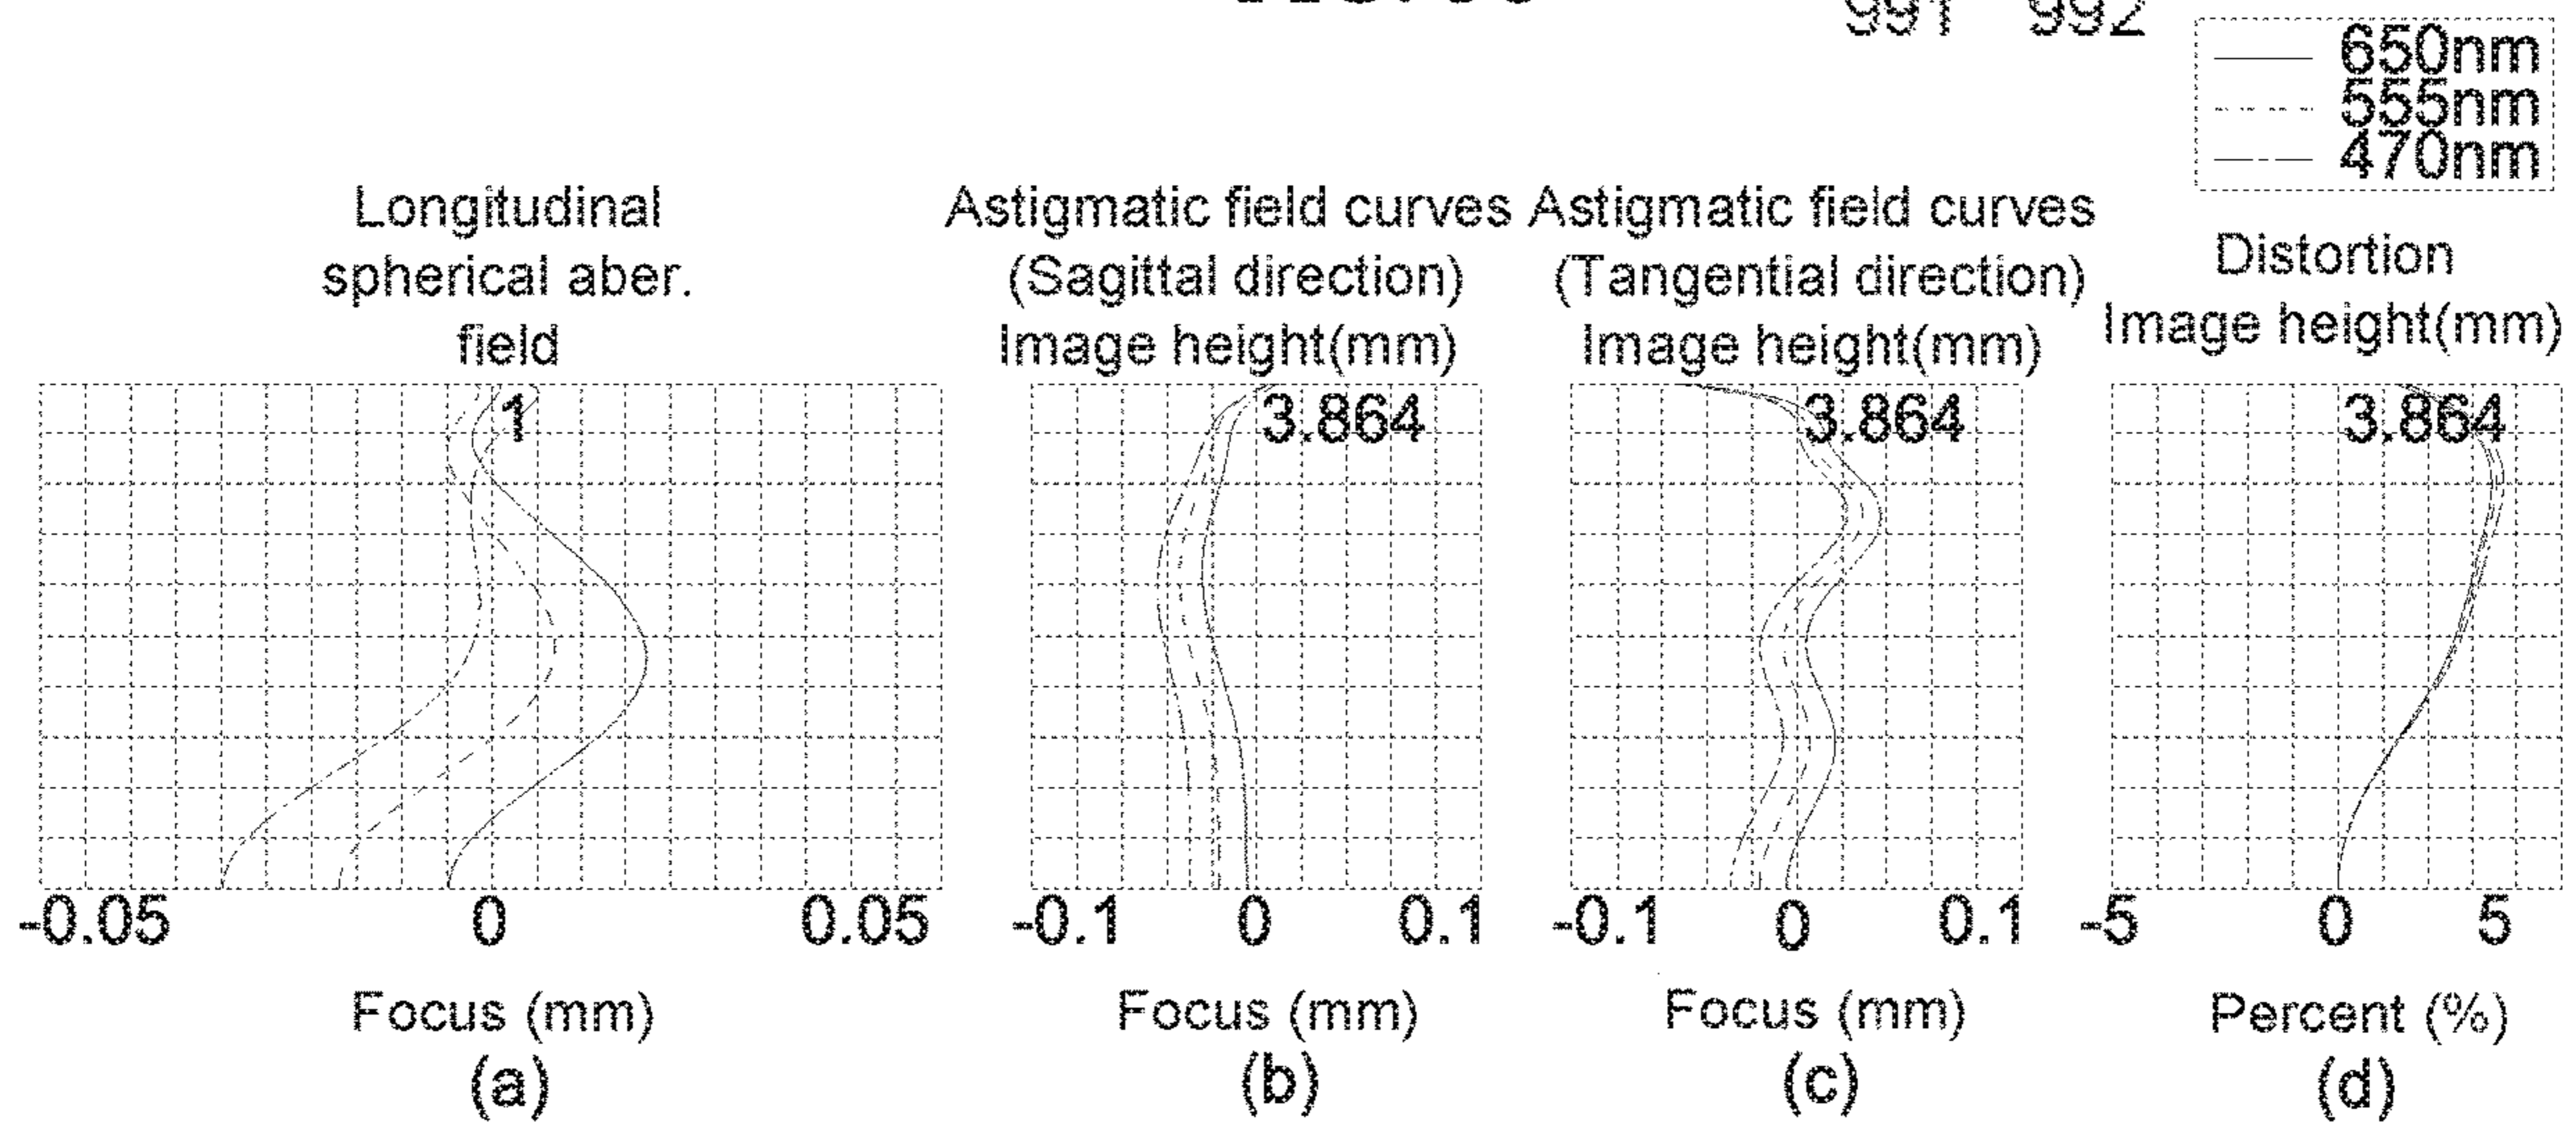 991 992
650nm
555nm
470nm
Longitudinal
spherical aber.
field
Astigmatic field curves
(Sagittal direction)
Image height(mm)
Astigmatic field curves
(Tangential direction)
Image height(mm)
Distortion
Image height(mm)
1
3.864
3.864
3.864
-0.05 0 0.05
-0.1 0 0.1
-0.1 0 0.1
-5 0 5
Focus (mm)
Focus (mm)
Focus (mm)
Percent (%)
(a)
(b)
(c)
(d)